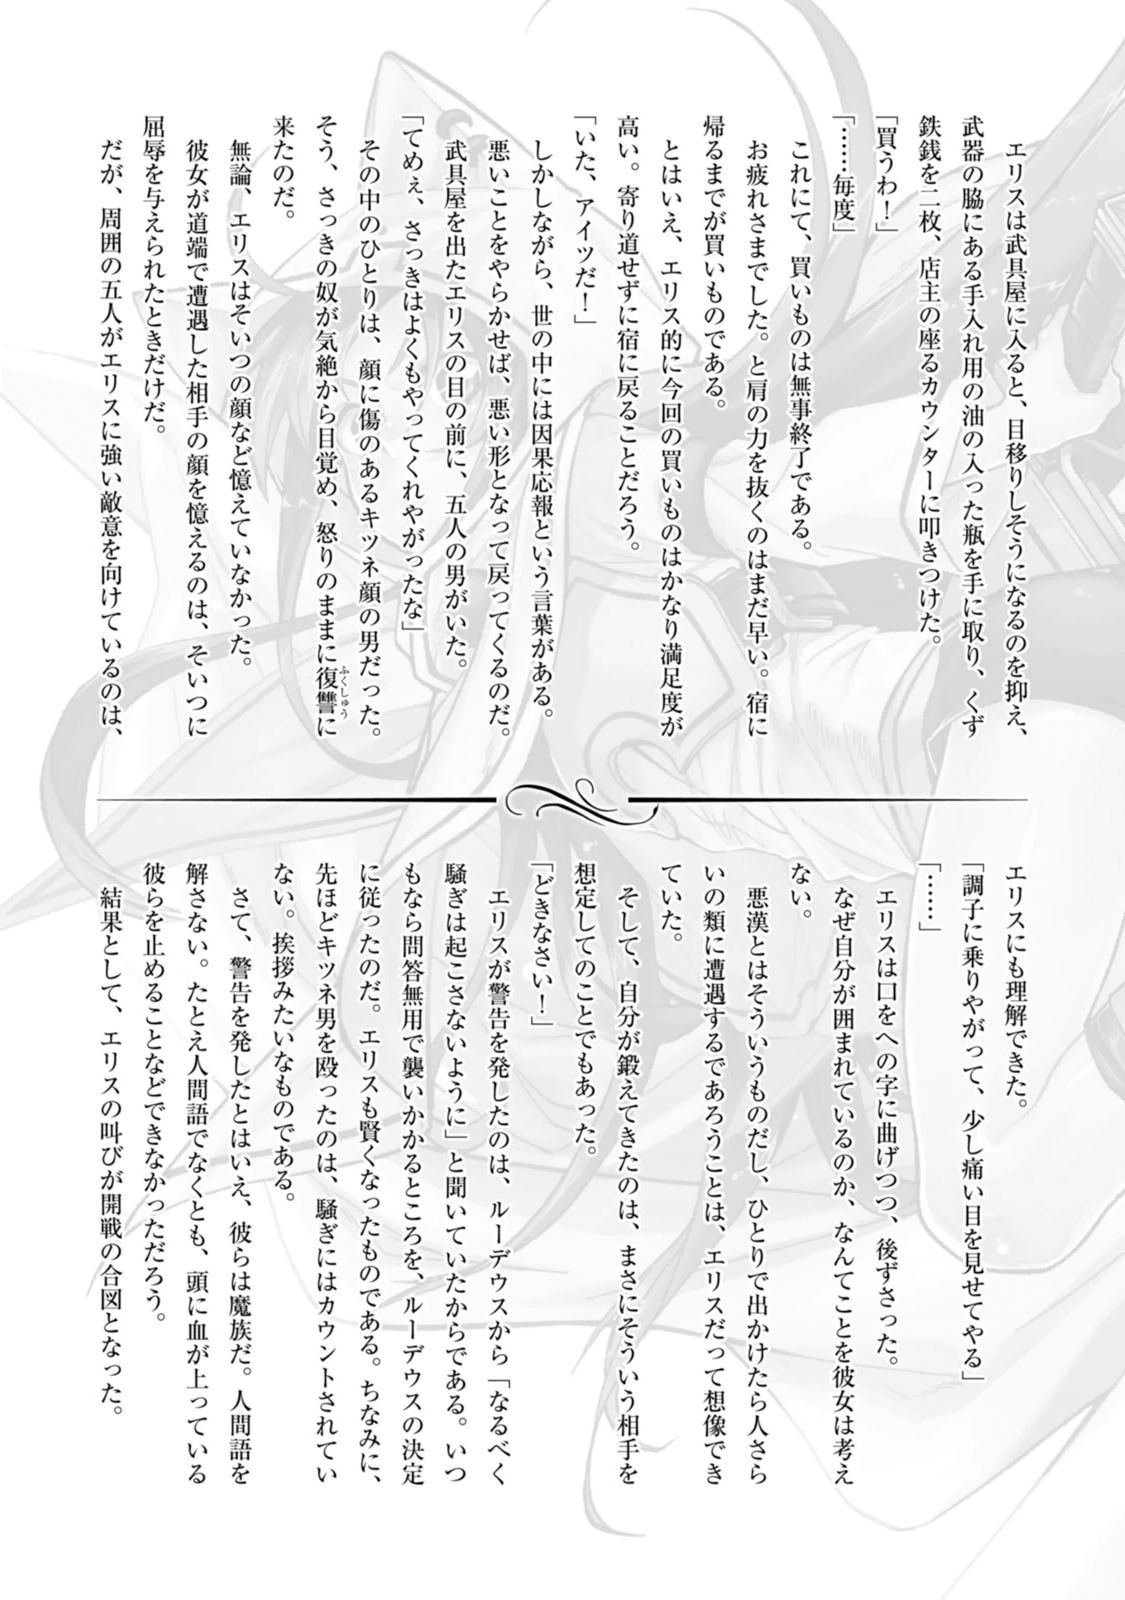 エリスは武具屋に入ると、目移りしそうになるのを抑え、
武器の脇にある手入れ用の油の入った瓶を手に取り、くず
鉄銭を二枚、店主の座るカウンターに叩きつけた。
「買うわ！」
「……毎度」
これにて、買いものは無事終了である。
お疲れさまでした。と肩の力を抜くのはまだ早い。宿に
帰るまでが買いものである。
とはいえ、エリス的に今回の買いものはかなり満足度が
高い。寄り道せずに宿に戻ることだろう。
「いた、アイツだ！」
しかしながら、世の中には因果応報という言葉がある。
悪いことをやらかせば、悪い形となって戻ってくるのだ。
武具屋を出たエリスの目の前に、五人の男がいた。
「てめぇ、さっきはよくもやってくれやがったな」
その中のひとりは、顔に傷のあるキツネ顔の男だった。
そう、さっきの奴が気絶から目覚め、怒りのままに復讐に
ふくしゅう
来たのだ。
無論、エリスはそいつの顔など憶えていなかった。
彼女が道端で遭遇した相手の顔を憶えるのは、そいつに
屈辱を与えられたときだけだ。
だが、周囲の五人がエリスに強い敵意を向けているのは、
エリスにも理解できた。
「調子に乗りやがって、少し痛い目を見せてやる」
「……」
エリスは口をへの字に曲げつつ、後ずさった。
なぜ自分が囲まれているのか、なんてことを彼女は考え
ない。
悪漢とはそういうものだし、ひとりで出かけたら人さら
いの類に遭遇するであろうことは、エリスだって想像でき
ていた。
そして、自分が鍛えてきたのは、まさにそういう相手を
想定してのことでもあった。
「どきなさい！」
エリスが警告を発したのは、ルーデウスから「なるべく
騒ぎは起こさないように」と聞いていたからである。いつ
もなら問答無用で襲いかかるところを、ルーデウスの決定
に従ったのだ。エリスも賢くなったものである。ちなみに、
先ほどキツネ男を殴ったのは、騒ぎにはカウントされてい
ない。挨拶みたいなものである。
さて、警告を発したとはいえ、彼らは魔族だ。人間語を
解さない。たとえ人間語でなくとも、頭に血が上っている
彼らを止めることなどできなかっただろう。
結果として、エリスの叫びが開戦の合図となった。